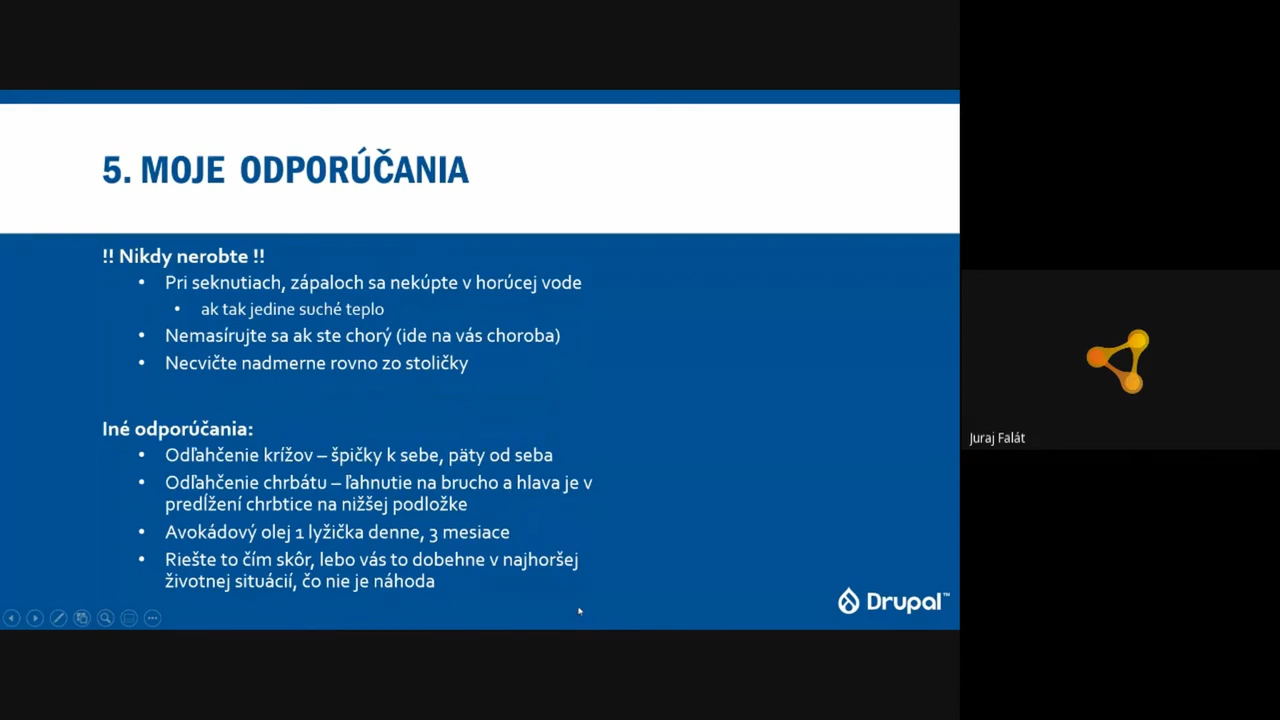 5. MOJE ODPORÚČANIA
!! Nikdy nerobte !!
• Pri seknutiach, zápaloch sa nekúpte v horúcej vode
• ak tak jedine suché teplo
• Nemasírujte sa ak ste chorý (ide na vás choroba)
• Necvičte nadmerne rovno zo stoličky
Iné odporúčania:
• Odľahčenie krížov – špičky k sebe, päty od seba
• Odľahčenie chrbátu – ľahnutie na brucho a hlava je v
predĺžení chrbtice na nižšej podložke
• Avokádový olej 1 lyžička denne, 3 mesiace
• Riešte to čím skôr, lebo vás to dobehne v najhoršej
životnej situácií, čo nie je náhoda
Drupal™
Juraj Falát